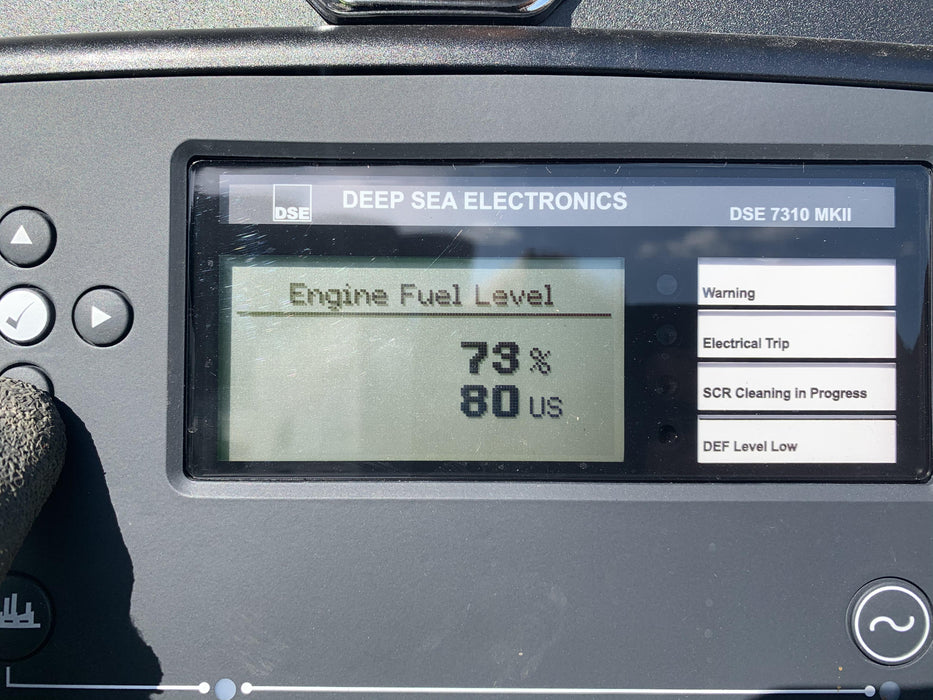 DSE
DEEP SEA ELECTRONICS
DSE 7310 MKII
Engine Fuel Level
73 %
80 US
Warning
Electrical Trip
SCR Cleaning in Progress
DEF Level Low